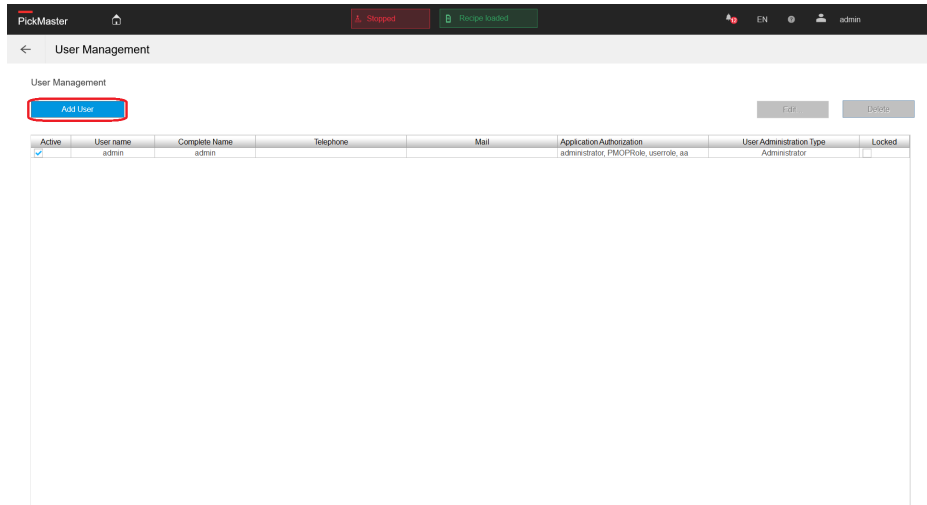 PickMaster Stopped Recipe loaded 12 EN admin
User Management
User Management
Add User Edit Delete
Active User name Complete Name Telephone Mail Application Authorization User Administration Type Locked
admin admin administrator, PMOPRole, userrole, aa Administrator